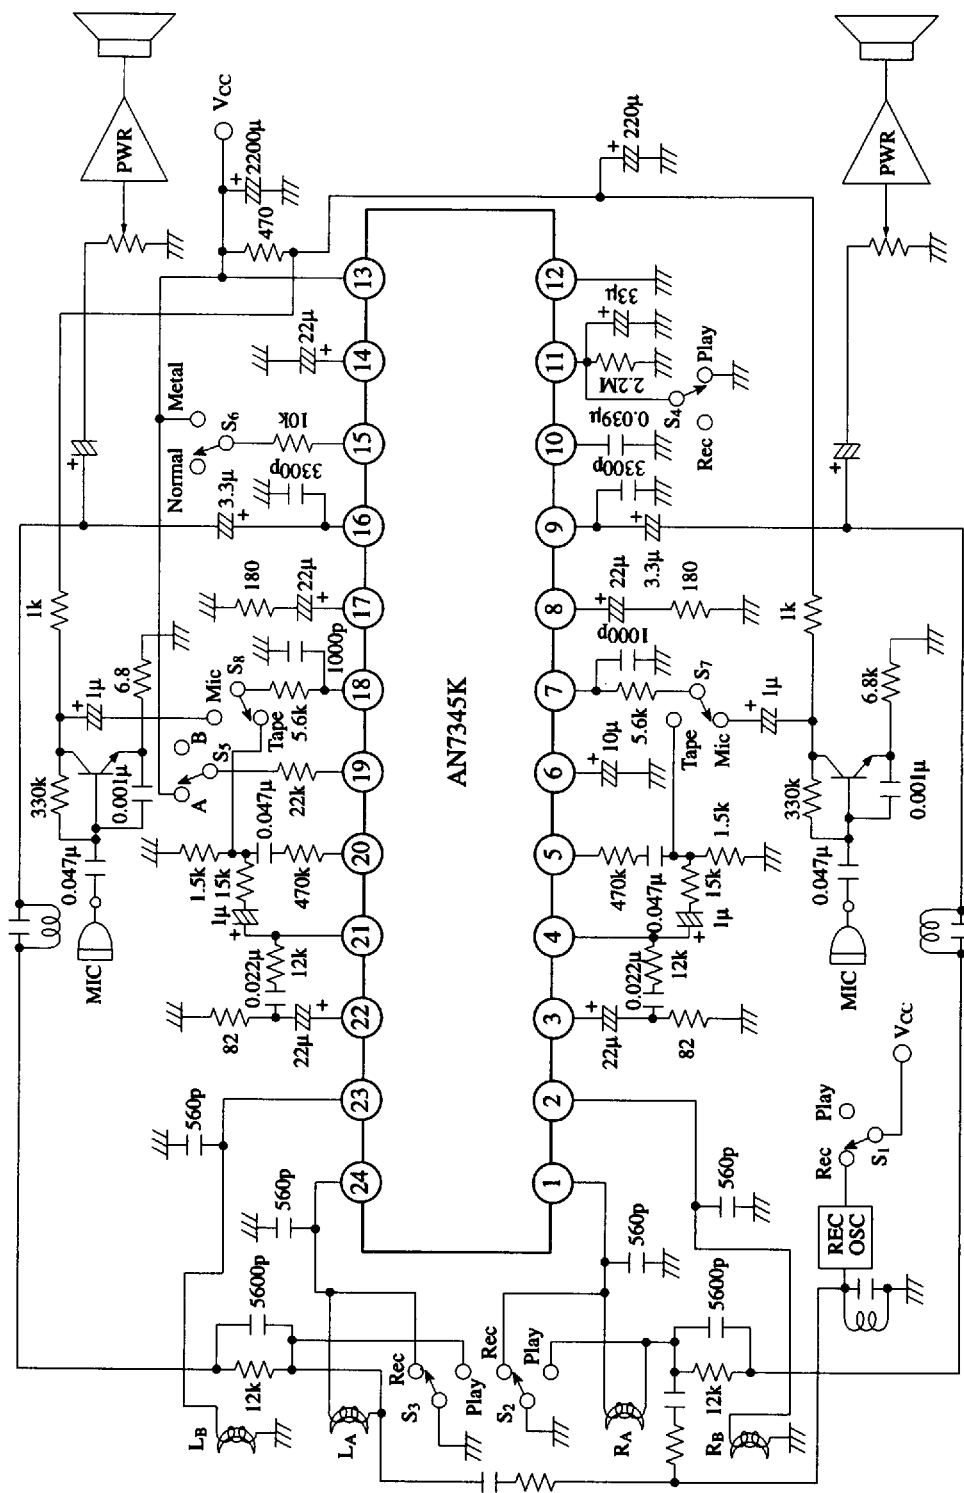 PWR
VCC
2200μ
470
220μ
PWR
13
12
33μ
22μ
14
11
2.2M
Play
S4
Rec
Metal
Normal
S6
10k
15
10
0.039μ
3300p
3.3μ
16
9
3300p
3.3μ
1k
180
22μ
17
8
22μ
180
1k
6.8
1μ
Mic
S8
B
Tape
5.6k
1000p
18
7
1000p
5.6k
S7
Tape
Mic
1μ
6.8k
AN7345K
330k
0.001μ
A
S5
22k
19
6
10μ
330k
0.001μ
0.047μ
MIC
1.5k
15k
0.047μ
470k
20
5
470k
0.047μ
1.5k
15k
0.047μ
MIC
1μ
12k
21
4
12k
1μ
0.022μ
82
22μ
22
3
22μ
0.022μ
82
560p
23
2
560p
560p
24
1
560p
VCC
Play
Rec
S1
REC
OSC
5600p
12k
LB
LA
Rec
S3
Play
Rec
S2
Play
RA
5600p
12k
RB